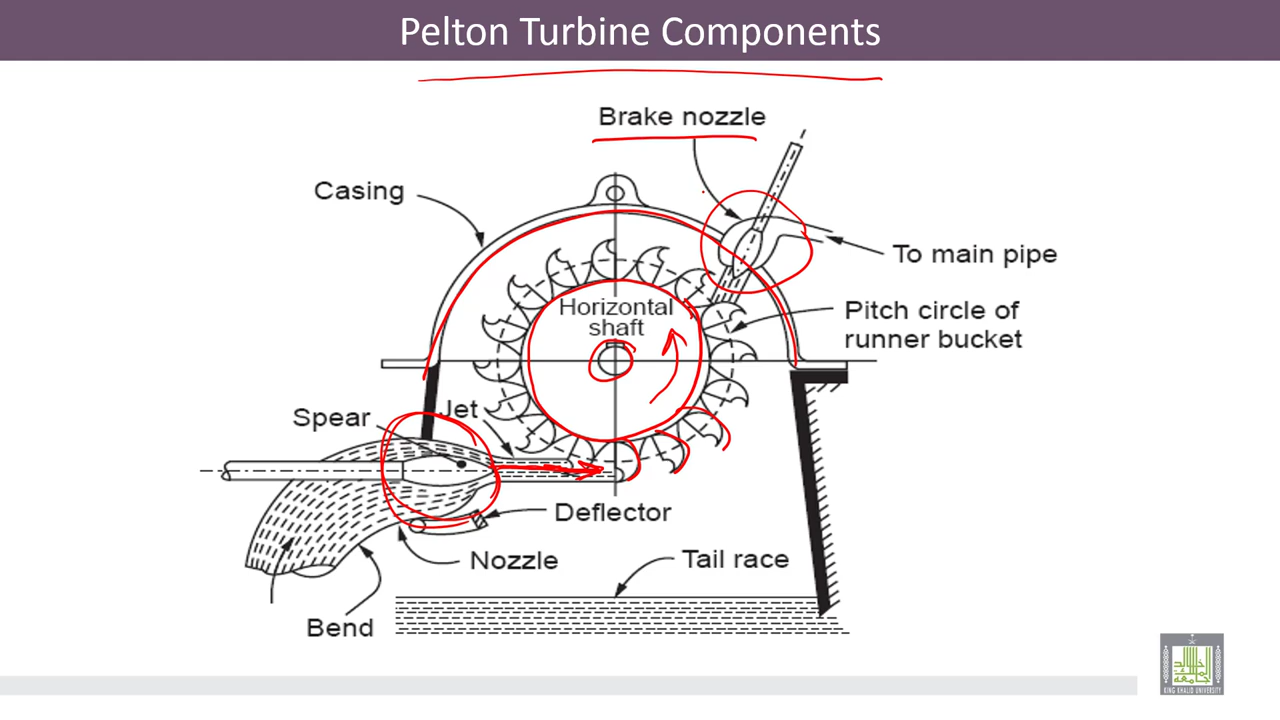 Pelton Turbine Components
Brake nozzle
Casing
To main pipe
Horizontal
shaft
Pitch circle of
runner bucket
Spear
Jet
Deflector
Nozzle
Tail race
Bend
KING KHALID UNIVERSITY